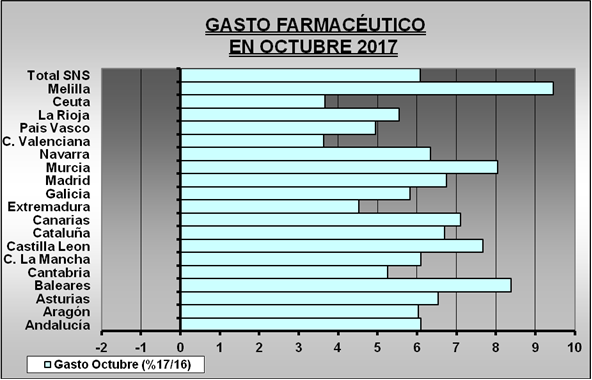 GASTO FARMACÉUTICO
EN OCTUBRE 2017
Total SNS
Melilla
Ceuta
La Rioja
Pais Vasco
C. Valenciana
Navarra
Murcia
Madrid
Galicia
Extremadura
Canarias
Cataluña
Castilla Leon
C. La Mancha
Cantabria
Baleares
Asturias
Aragón
Andalucía
-2 -1 0 1 2 3 4 5 6 7 8 9 10
Gasto Octubre (%17/16)